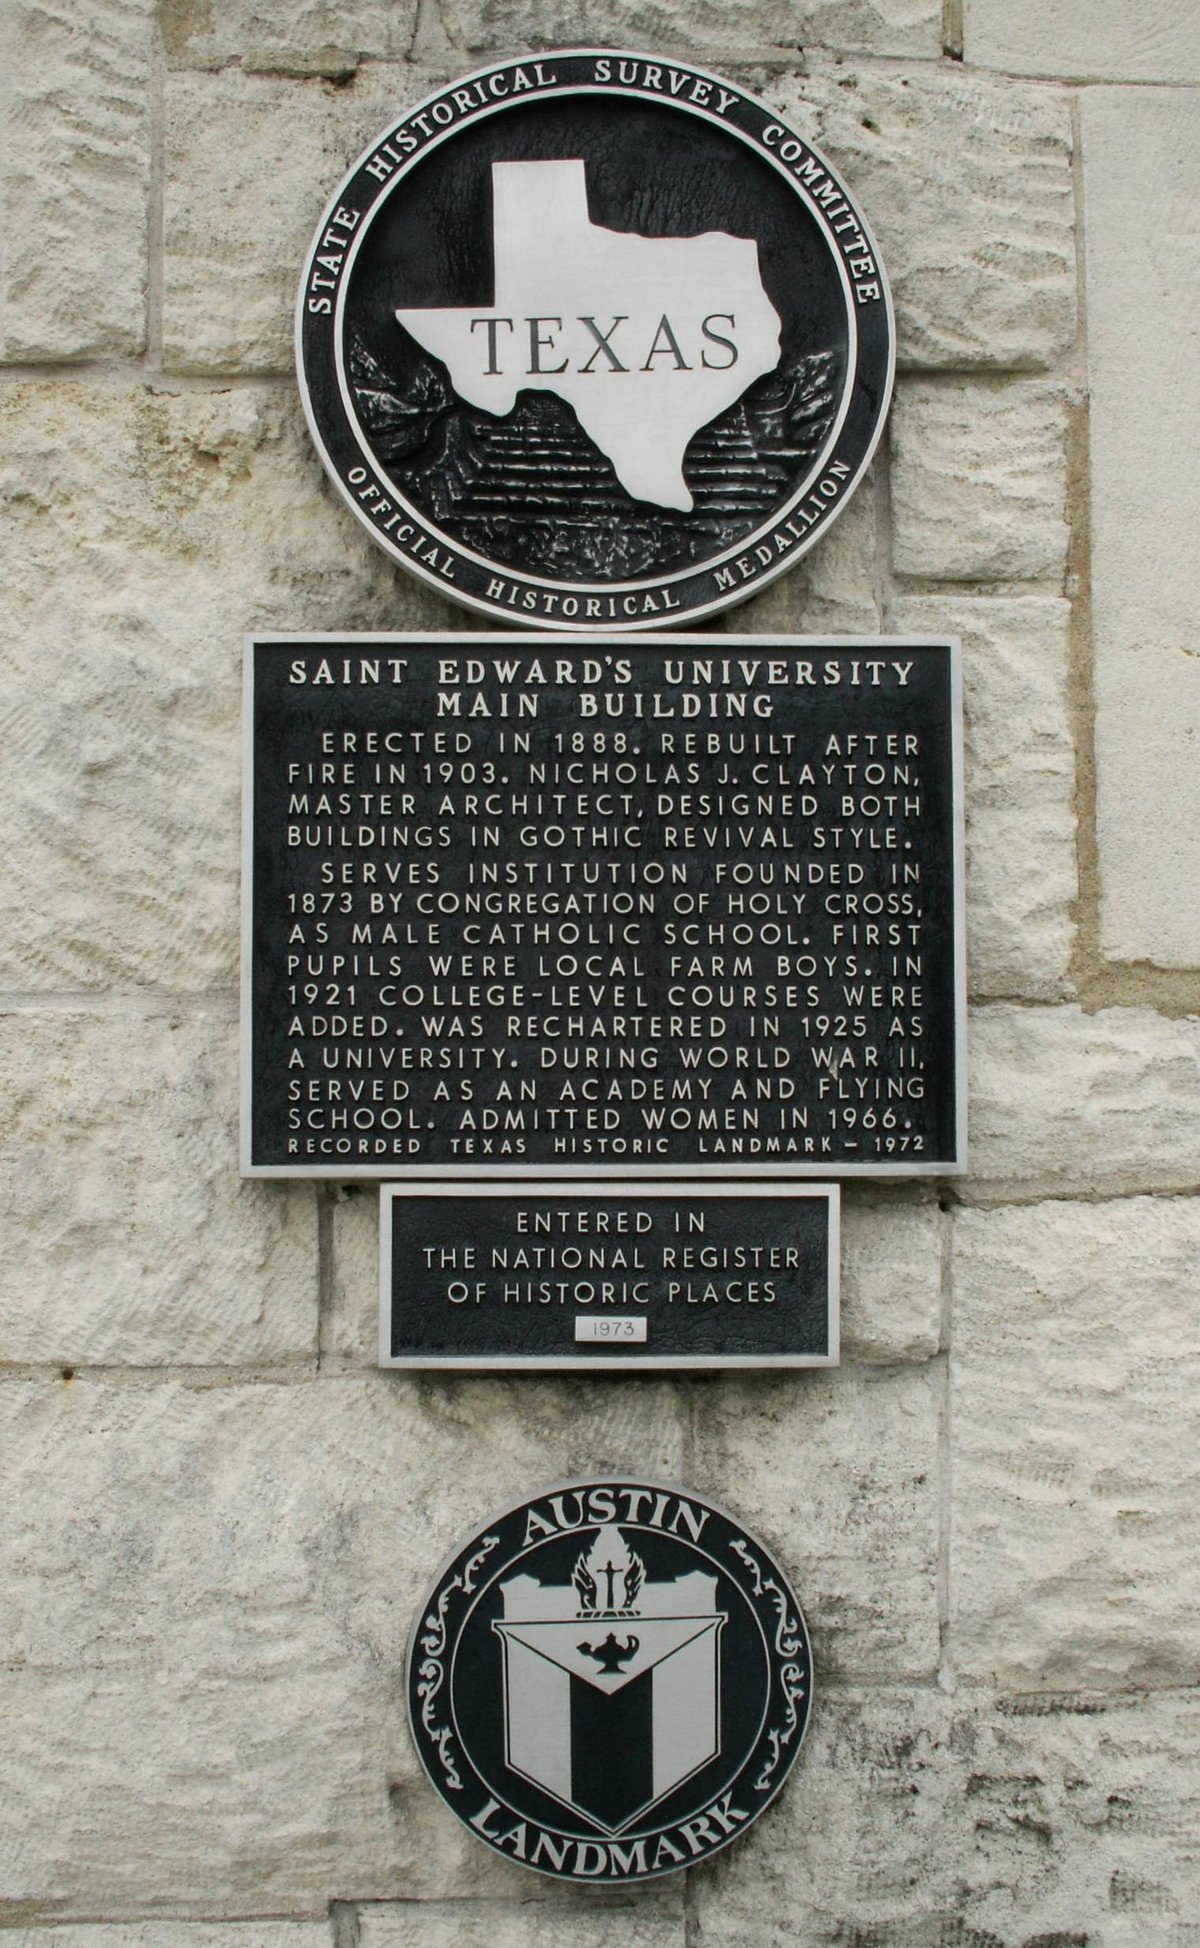 STATE HISTORICAL SURVEY COMMITTEE
TEXAS
OFFICIAL HISTORICAL MEDALLION
SAINT EDWARD'S UNIVERSITY
MAIN BUILDING
ERECTED IN 1888. REBUILT AFTER
FIRE IN 1903. NICHOLAS J. CLAYTON,
MASTER ARCHITECT, DESIGNED BOTH
BUILDINGS IN GOTHIC REVIVAL STYLE.
SERVES INSTITUTION FOUNDED IN
1873 BY CONGREGATION OF HOLY CROSS,
AS MALE CATHOLIC SCHOOL. FIRST
PUPILS WERE LOCAL FARM BOYS. IN
1921 COLLEGE-LEVEL COURSES WERE
ADDED. WAS RECHARTERED IN 1925 AS
A UNIVERSITY. DURING WORLD WAR II,
SERVED AS AN ACADEMY AND FLYING
SCHOOL. ADMITTED WOMEN IN 1966.
RECORDED TEXAS HISTORIC LANDMARK – 1972
ENTERED IN
THE NATIONAL REGISTER
OF HISTORIC PLACES
1973
AUSTIN
LANDMARK